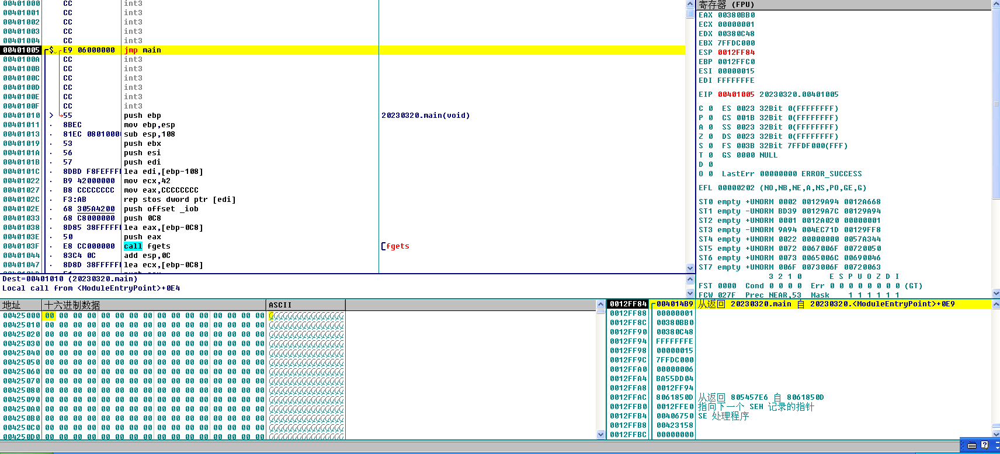 00401000 CC int3
00401001 CC int3
00401002 CC int3
00401003 CC int3
00401004 CC int3
00401005 $ E9 06000000 jmp main
0040100A CC int3
0040100B CC int3
0040100C CC int3
0040100D CC int3
0040100E CC int3
0040100F CC int3
00401010 > 55 push ebp 20230320.main(void)
00401011 . 8BEC mov ebp,esp
00401013 . 81EC 0801000 sub esp,108
00401019 . 53 push ebx
0040101A . 56 push esi
0040101B . 57 push edi
0040101C . 8DBD F8FEFFF lea edi,[ebp-108]
00401022 . B9 42000000 mov ecx,42
00401027 . B8 CCCCCCCC mov eax,CCCCCCCC
0040102C . F3:AB rep stos dword ptr [edi]
0040102E . 68 305A4200 push offset _iob
00401033 . 68 C8000000 push 0C8
00401038 . 8D85 38FFFFF lea eax,[ebp-0C8]
0040103E . 50 push eax
0040103F . E8 CC000000 call fgets [fgets
00401044 . 83C4 0C add esp,0C
00401047 . 8D8D 38FFFFF lea ecx,[ebp-0C8]
Dest=00401010 (20230320.main)
Local call from <ModuleEntryPoint>+0E4
寄存器 (FPU)
EAX 00380BB0
ECX 00000001
EDX 00380C48
EBX 7FFDC000
ESP 0012FF84
EBP 0012FFC0
ESI 00000015
EDI FFFFFFFE
EIP 00401005 20230320.00401005
C 0 ES 0023 32Bit 0(FFFFFFFF)
P 0 CS 001B 32Bit 0(FFFFFFFF)
A 0 SS 0023 32Bit 0(FFFFFFFF)
Z 0 DS 0023 32Bit 0(FFFFFFFF)
S 0 FS 003B 32Bit 7FFDF000(FFF)
T 0 GS 0000 NULL
D 0
O 0 LastErr 00000000 ERROR_SUCCESS
EFL 00000202 (NO,NB,NE,A,NS,PO,GE,G)
ST0 empty +UNORM 0002 00129A94 0012A668
ST1 empty -UNORM BD39 00129A7C 00129A94
ST2 empty +UNORM 0001 0012A020 00000001
ST3 empty -UNORM 9A94 004EC71D 00129FF8
ST4 empty +UNORM 0022 00000000 0057A344
ST5 empty +UNORM 0072 0067006F 00720050
ST6 empty +UNORM 0073 0065006C 00690046
ST7 empty +UNORM 006F 0073006F 00720063
3 2 1 0 E S P U O Z D I
FST 0000 Cond 0 0 0 0 Err 0 0 0 0 0 0 0 0 (GT)
FCW 027F Prec NEAR,53 Mask 1 1 1 1 1 1
地址 十六进制数据 ASCII
00425000 00 00 00 00 00 00 00 00 00 00 00 00 00 00 00 00
00425010 00 00 00 00 00 00 00 00 00 00 00 00 00 00 00 00
00425020 00 00 00 00 00 00 00 00 00 00 00 00 00 00 00 00
00425030 00 00 00 00 00 00 00 00 00 00 00 00 00 00 00 00
00425040 00 00 00 00 00 00 00 00 00 00 00 00 00 00 00 00
00425050 00 00 00 00 00 00 00 00 00 00 00 00 00 00 00 00
00425060 00 00 00 00 00 00 00 00 00 00 00 00 00 00 00 00
00425070 00 00 00 00 00 00 00 00 00 00 00 00 00 00 00 00
00425080 00 00 00 00 00 00 00 00 00 00 00 00 00 00 00 00
00425090 00 00 00 00 00 00 00 00 00 00 00 00 00 00 00 00
004250A0 00 00 00 00 00 00 00 00 00 00 00 00 00 00 00 00
004250B0 00 00 00 00 00 00 00 00 00 00 00 00 00 00 00 00
004250C0 00 00 00 00 00 00 00 00 00 00 00 00 00 00 00 00
004250D0 00 00 00 00 00 00 00 00 00 00 00 00 00 00 00 00
0012FF84 004014B9 从返回 20230320.main 自 20230320.<ModuleEntryPoint>+0E9
0012FF88 00000001
0012FF8C 00380BB0
0012FF90 00380C48
0012FF94 FFFFFFFE
0012FF98 00000015
0012FF9C 7FFDC000
0012FFA0 00000006
0012FFA4 BA55DD04
0012FFA8 0012FF94
0012FFAC 8061850D 从返回 805457E6 自 8061850D
0012FFB0 0012FFE0 指向下一个 SEH 记录的指针
0012FFB4 00406750 SE 处理程序
0012FFB8 00423158
0012FFBC 00000000